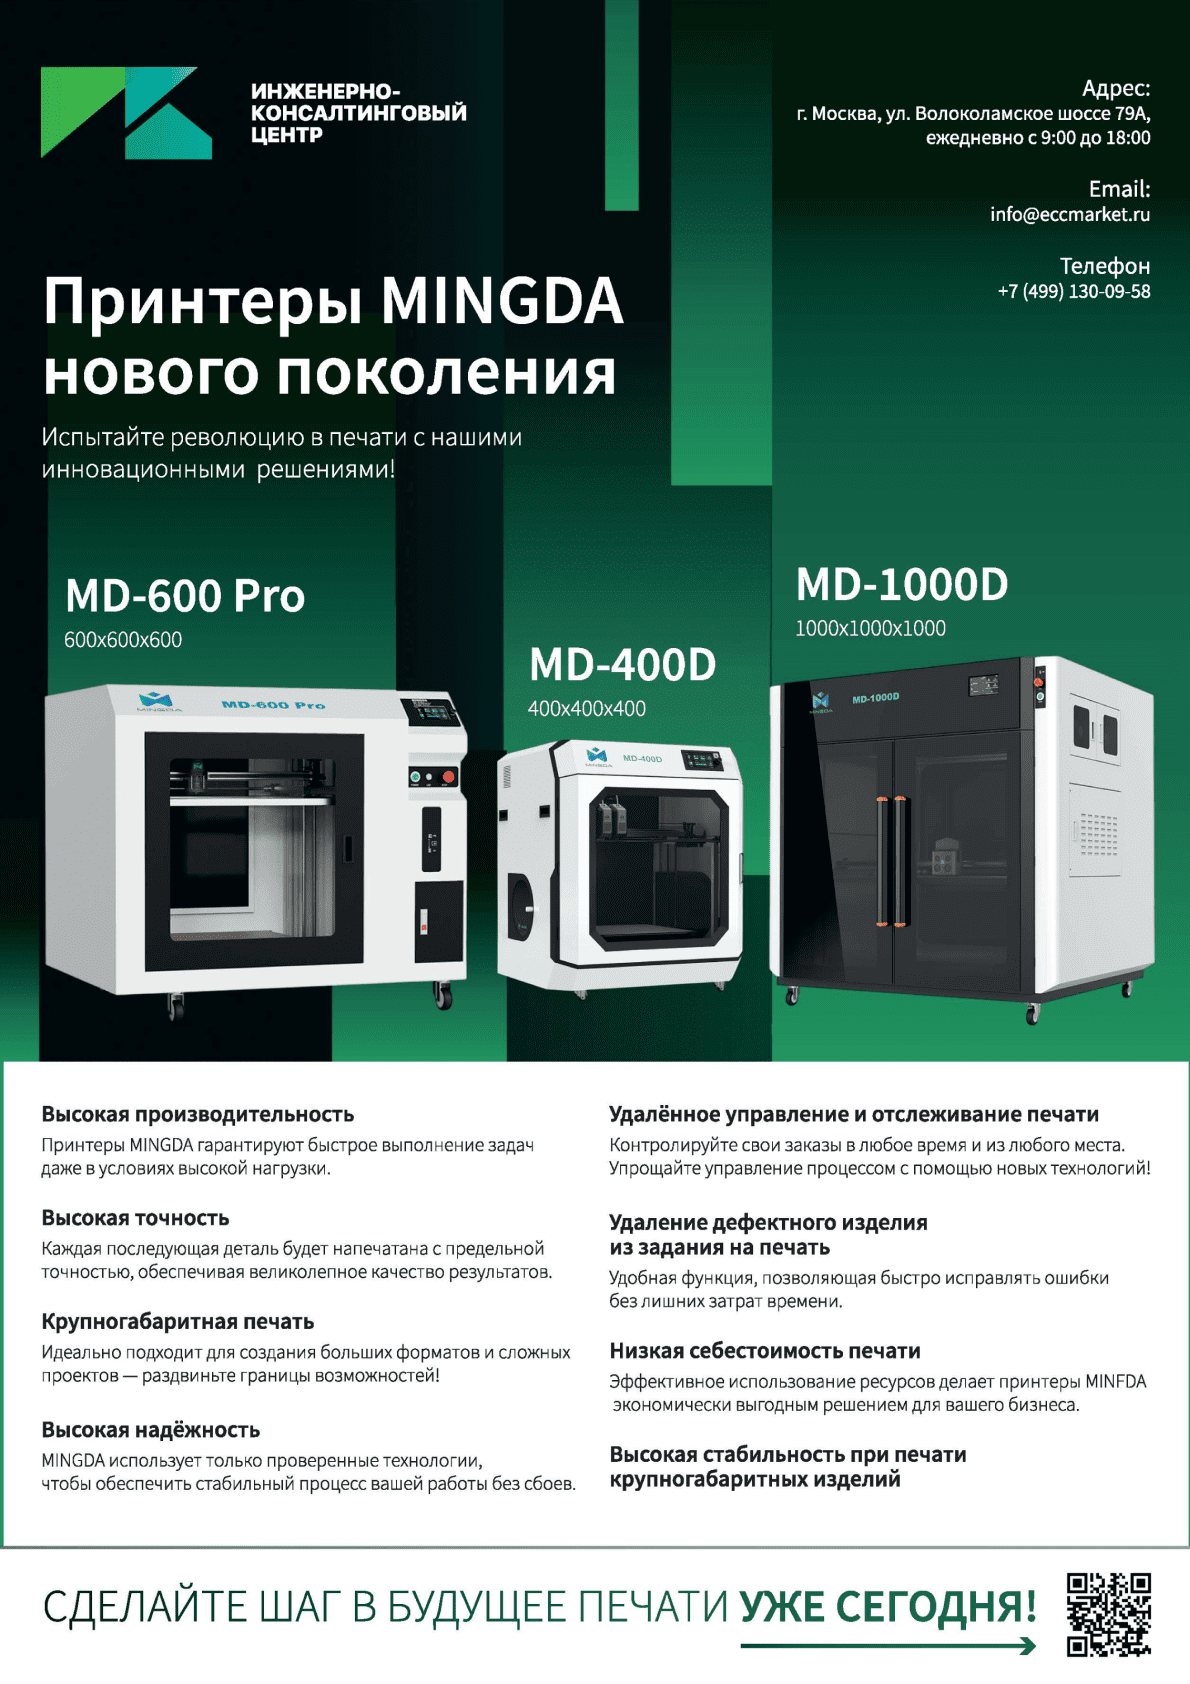 ИНЖЕНЕРНО-
КОНСАЛТИНГОВЫЙ
ЦЕНТР
Адрес:
г. Москва, ул. Волоколамское шоссе 79А,
ежедневно с 9:00 до 18:00
Email:
info@eccmarket.ru
Телефон
+7 (499) 130-09-58
Принтеры MINGDA
нового поколения
Испытайте революцию в печати с нашими
инновационными решениями!
MD-600 Pro
600x600x600
MD-400D
400x400x400
MD-1000D
1000x1000x1000
MINGDA
MD-600 Pro
MINGDA
MD-400D
MINGDA
MD-1000D
Высокая производительность
Принтеры MINGDA гарантируют быстрое выполнение задач
даже в условиях высокой нагрузки.
Высокая точность
Каждая последующая деталь будет напечатана с предельной
точностью, обеспечивая великолепное качество результатов.
Крупногабаритная печать
Идеально подходит для создания больших форматов и сложных
проектов — раздвиньте границы возможностей!
Высокая надёжность
MINGDA использует только проверенные технологии,
чтобы обеспечить стабильный процесс вашей работы без сбоев.
Удалённое управление и отслеживание печати
Контролируйте свои заказы в любое время и из любого места.
Упрощайте управление процессом с помощью новых технологий!
Удаление дефектного изделия
из задания на печать
Удобная функция, позволяющая быстро исправлять ошибки
без лишних затрат времени.
Низкая себестоимость печати
Эффективное использование ресурсов делает принтеры MINFDA
экономически выгодным решением для вашего бизнеса.
Высокая стабильность при печати
крупногабаритных изделий
СДЕЛАЙТЕ ШАГ В БУДУЩЕЕ ПЕЧАТИ УЖЕ СЕГОДНЯ!